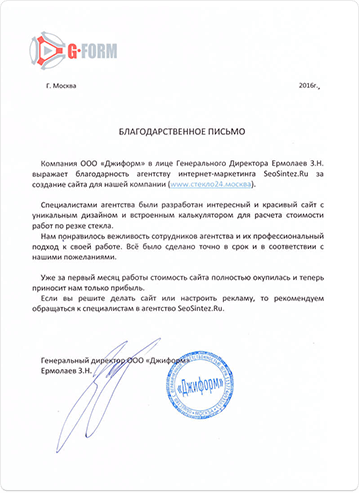 G-FORM
Г. Москва 2016г.,
БЛАГОДАРСТВЕННОЕ ПИСЬМО
Компания ООО «Джиформ» в лице Генерального Директора Ермолаев З.Н.
выражает благодарность агентству интернет-маркетинга SeoSintez.Ru за
создание сайта для нашей компании (www.стекло24.москва).
Специалистами агентства были разработан интересный и красивый сайт с
уникальным дизайном и встроенным калькулятором для расчета стоимости
работ по резке стекла.
Нам понравилось вежливость сотрудников агентства и их профессиональный
подход к своей работе. Всё было сделано точно в срок и в соответствии с
нашими пожеланиями.
Уже за первый месяц работы стоимость сайта полностью окупилась и теперь
приносит нам только прибыль.
Если вы решите делать сайт или настроить рекламу, то рекомендуем
обращаться к специалистам в агентство SeoSintez.Ru.
Генеральный директор ООО «Джиформ»
Ермолаев З.Н.
«Джиформ»